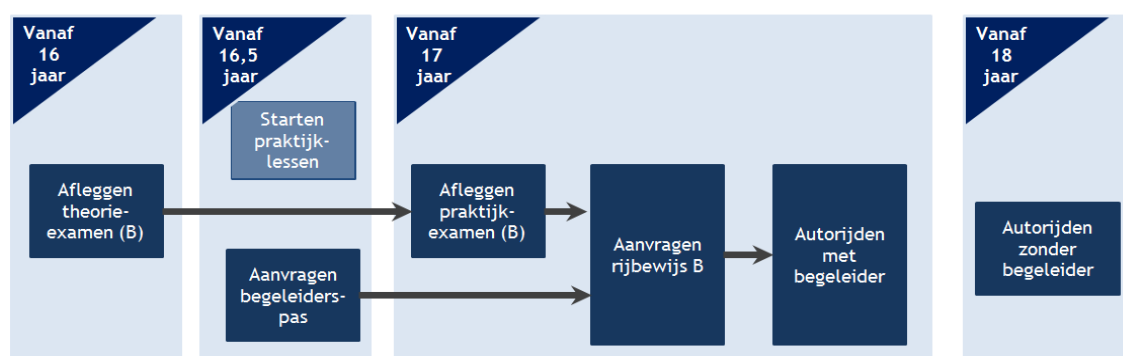 Vanaf
16
jaar
Vanaf
16,5
jaar
Vanaf
17
jaar
Vanaf
18
jaar
Starten
praktijk-
lessen
Afleggen
theorie-
examen (B)
Afleggen
praktijk-
examen (B)
Aanvragen
rijbewijs B
Autorijden
met
begeleider
Autorijden
zonder
begeleider
Aanvragen
begeleiders-
pas